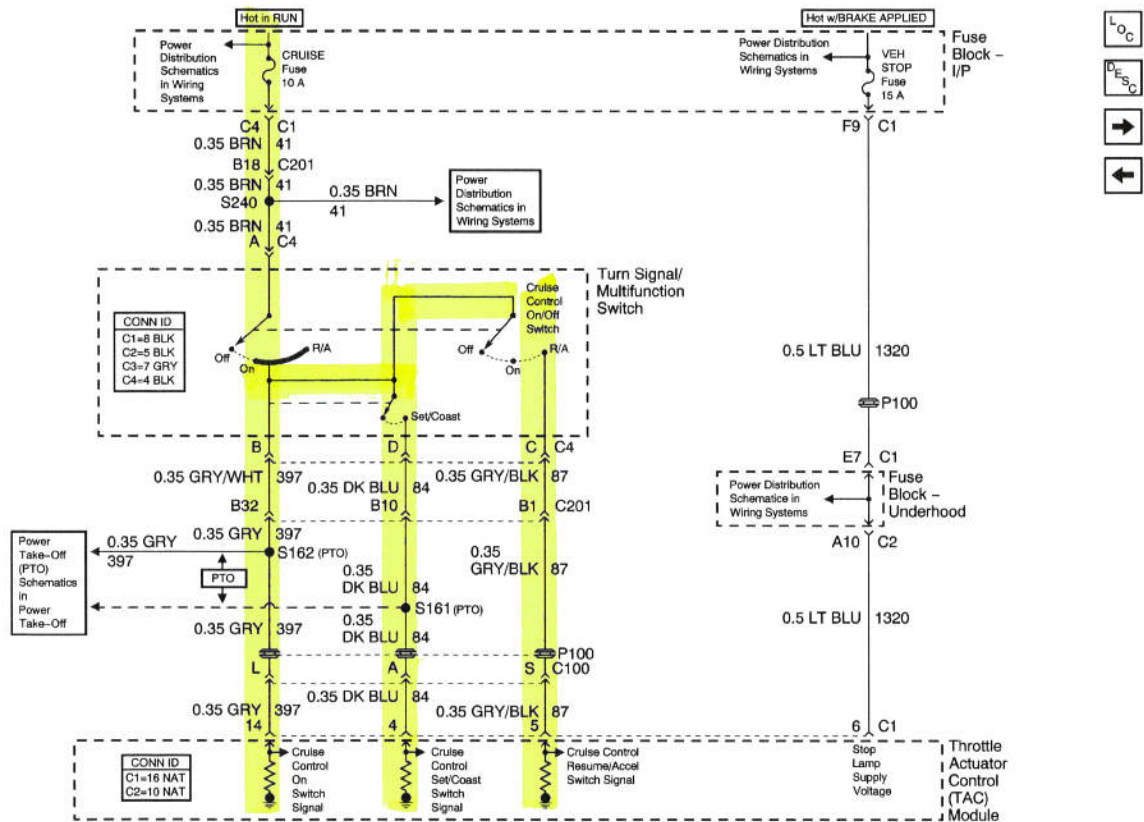 Hot in RUN
Hot w/BRAKE APPLIED
Power
Distribution
Schematics
in Wiring
Systems
CRUISE
Fuse
10 A
Power Distribution
Schematics in
Wiring Systems
VEH
STOP
Fuse
15 A
Fuse
Block –
I/P
LOC
DESC
C4 C1
F9 C1
0.35 BRN 41
B18 C201
0.35 BRN 41
S240
0.35 BRN
41
Power
Distribution
Schematics in
Wiring Systems
0.35 BRN 41
A C4
Turn Signal/
Multifunction
Switch
Cruise
Control
On/Off
Switch
CONN ID
C1=8 BLK
C2=5 BLK
C3=7 GRY
C4=4 BLK
Off
On
R/A
Off
On
R/A
Set/Coast
0.5 LT BLU 1320
P100
B D C C4
E7 C1
0.35 GRY/WHT 397
0.35 DK BLU 84
0.35 GRY/BLK 87
B32 B10 B1 C201
Power Distribution
Schematice in
Wiring Systems
Fuse
Block –
Underhood
A10 C2
Power
Take–Off
(PTO)
Schematics
in
Power
Take–Off
0.35 GRY
397
0.35 GRY 397
S162 (PTO)
PTO
0.35
DK BLU 84
0.35
GRY/BLK 87
S161 (PTO)
0.35 GRY 397
0.35
DK BLU 84
0.5 LT BLU 1320
P100
L A S C100
0.35 GRY 397
0.35 DK BLU 84
0.35 GRY/BLK 87
14 4 5 6 C1
CONN ID
C1=16 NAT
C2=10 NAT
Cruise
Control
On
Switch
Signal
Cruise
Control
Set/Coast
Switch
Signal
Cruise Control
Resume/Accel
Switch Signal
Stop
Lamp
Supply
Voltage
Throttle
Actuator
Control
(TAC)
Module